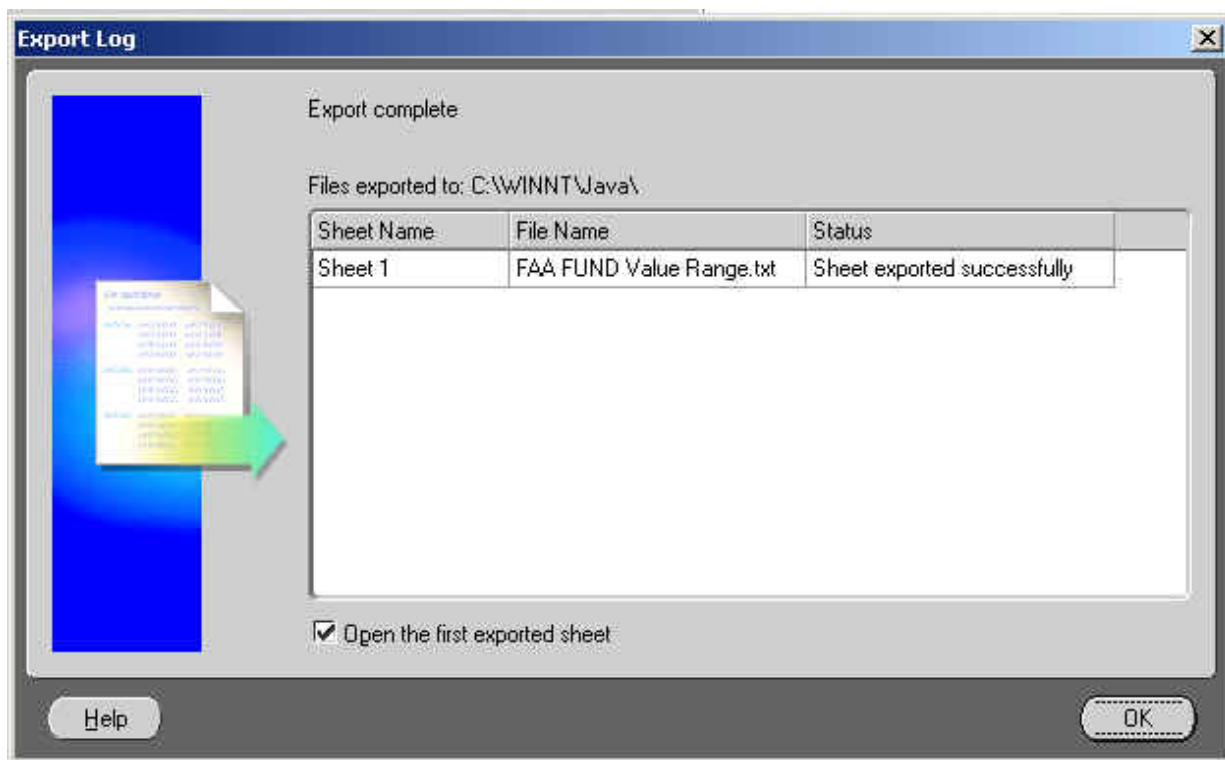 Export Log
Export complete
Files exported to: C:\WINNT\Java\
Sheet Name File Name Status
Sheet 1 FAA FUND Value Range.txt Sheet exported successfully
Open the first exported sheet
Help OK